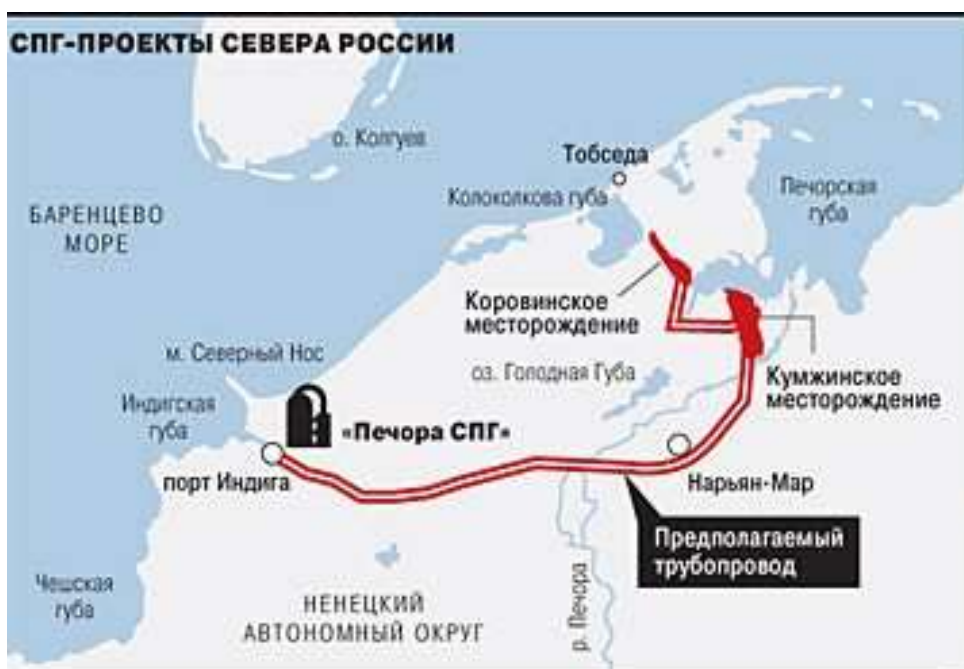 СПГ-ПРОЕКТЫ СЕВЕРА РОССИИ
о. Колгуев
Тобседа
Колоколкова губа
Печорская
губа
БАРЕНЦЕВО
МОРЕ
Коровинское
месторождение
м. Северный Нос
оз. Голодная Губа
Кумжинское
месторождение
Индигская
губа
«Печора СПГ»
порт Индига
Нарьян-Мар
Предполагаемый
трубопровод
Чешская
губа
НЕНЕЦКИЙ
АВТОНОМНЫЙ ОКРУГ
р. Печора